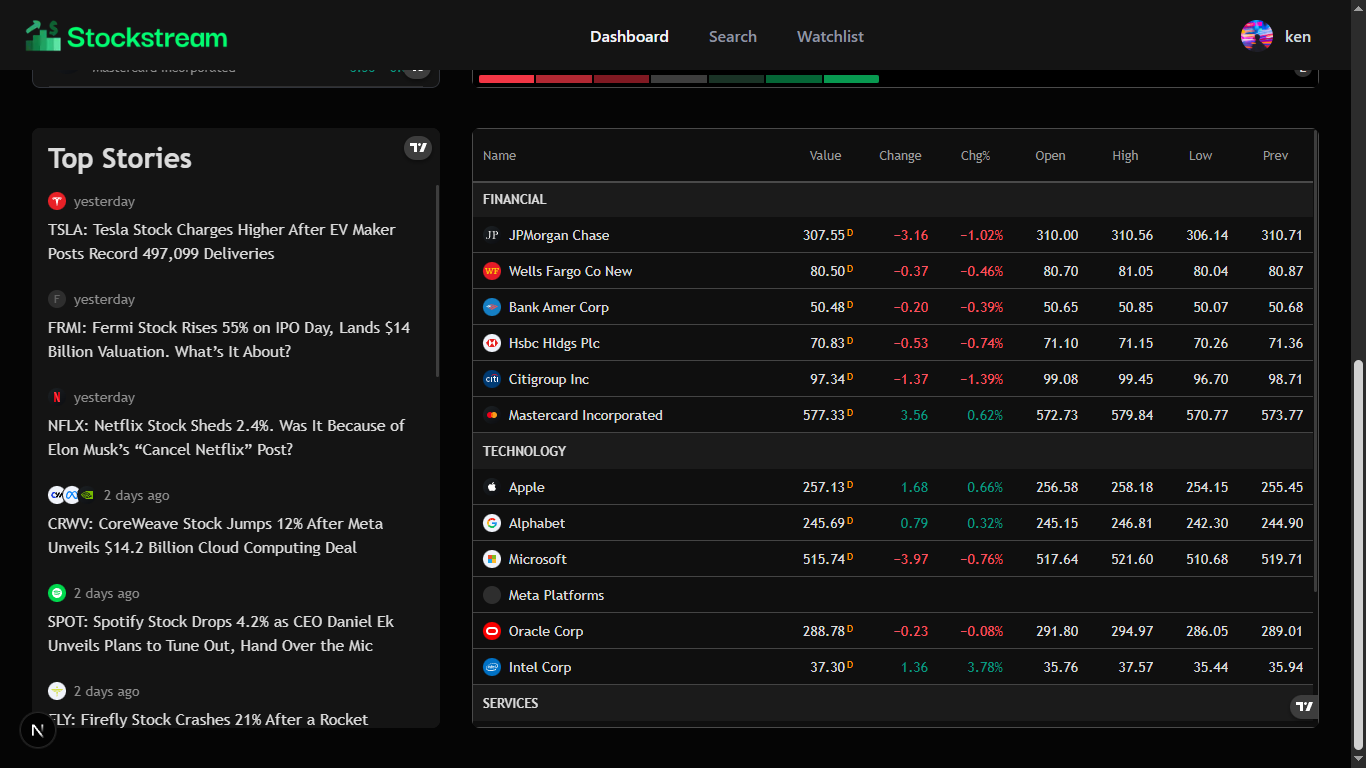 Stockstream
Dashboard Search Watchlist ken
Mastercard Incorporated
Top Stories
yesterday
TSLA: Tesla Stock Charges Higher After EV Maker
Posts Record 497,099 Deliveries
F yesterday
FRMI: Fermi Stock Rises 55% on IPO Day, Lands $14
Billion Valuation. What’s It About?
N yesterday
NFLX: Netflix Stock Sheds 2.4%. Was It Because of
Elon Musk’s “Cancel Netflix” Post?
2 days ago
CRWV: CoreWeave Stock Jumps 12% After Meta
Unveils $14.2 Billion Cloud Computing Deal
2 days ago
SPOT: Spotify Stock Drops 4.2% as CEO Daniel Ek
Unveils Plans to Tune Out, Hand Over the Mic
2 days ago
FLY: Firefly Stock Crashes 21% After a Rocket
N
Name Value Change Chg% Open High Low Prev
FINANCIAL
JP JPMorgan Chase 307.55 D −3.16 −1.02% 310.00 310.56 306.14 310.71
WF Wells Fargo Co New 80.50 D −0.37 −0.46% 80.70 81.05 80.04 80.87
Bank Amer Corp 50.48 D −0.20 −0.39% 50.65 50.85 50.07 50.68
Hsbc Hldgs Plc 70.83 D −0.53 −0.74% 71.10 71.15 70.26 71.36
citi Citigroup Inc 97.34 D −1.37 −1.39% 99.08 99.45 96.70 98.71
Mastercard Incorporated 577.33 D 3.56 0.62% 572.73 579.84 570.77 573.77
TECHNOLOGY
Apple 257.13 D 1.68 0.66% 256.58 258.18 254.15 255.45
G Alphabet 245.69 D 0.79 0.32% 245.15 246.81 242.30 244.90
Microsoft 515.74 D −3.97 −0.76% 517.64 521.60 510.68 519.71
Meta Platforms
Oracle Corp 288.78 D −0.23 −0.08% 291.80 294.97 286.05 289.01
intel Intel Corp 37.30 D 1.36 3.78% 35.76 37.57 35.44 35.94
SERVICES